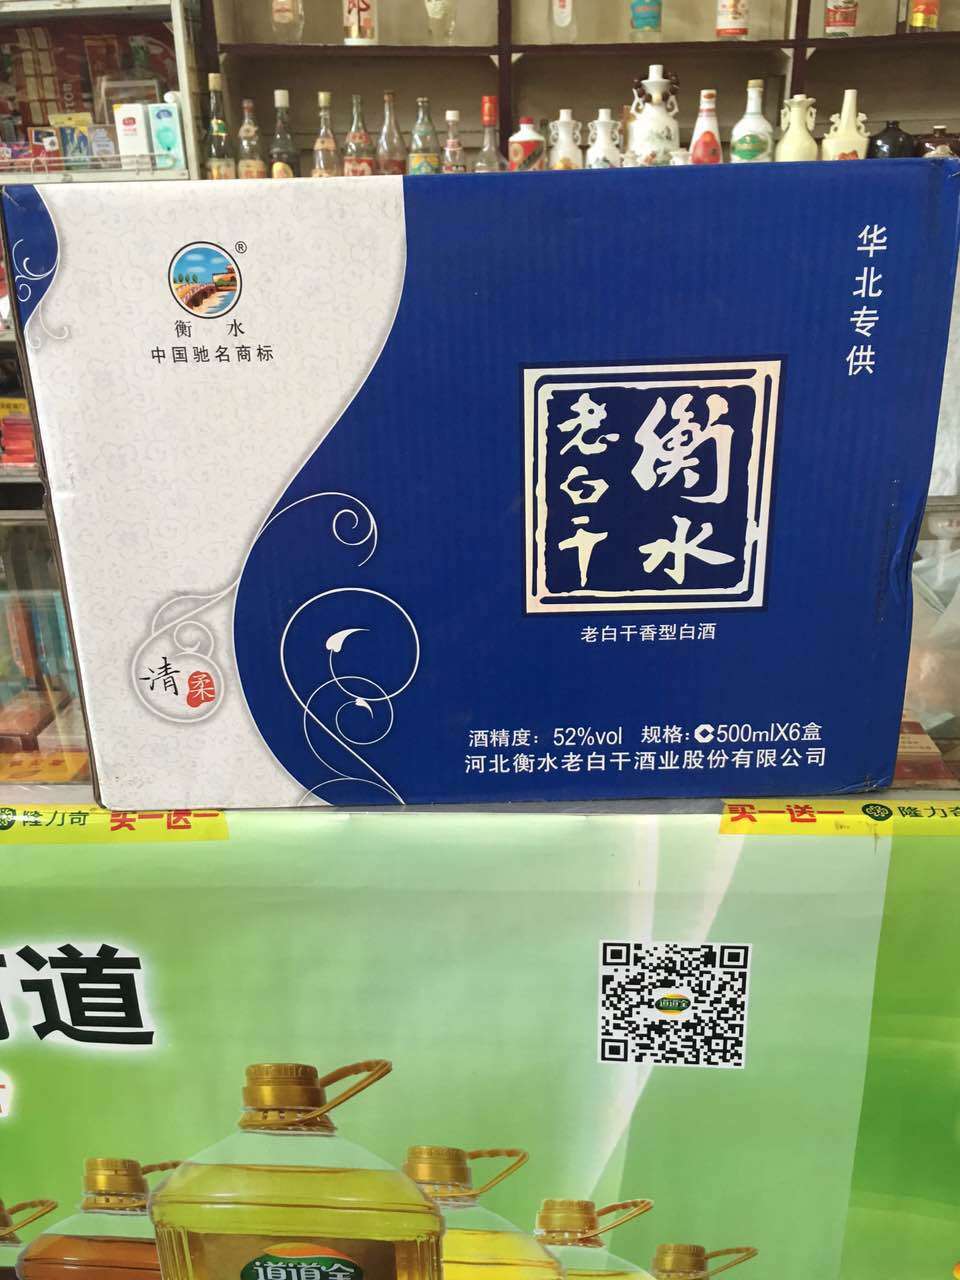 ®
衡 水
中国驰名商标
华北专供
衡水
老白干
老白干香型白酒
清柔
酒精度：52%vol 规格：500mlX6盒
河北衡水老白干酒业股份有限公司
隆力奇 买一送一
买一送一 隆力奇
道
道道全
道道全